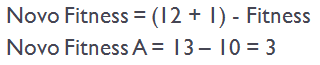 Novo Fitness = (12 + 1) - Fitness
Novo Fitness A = 13 – 10 = 3